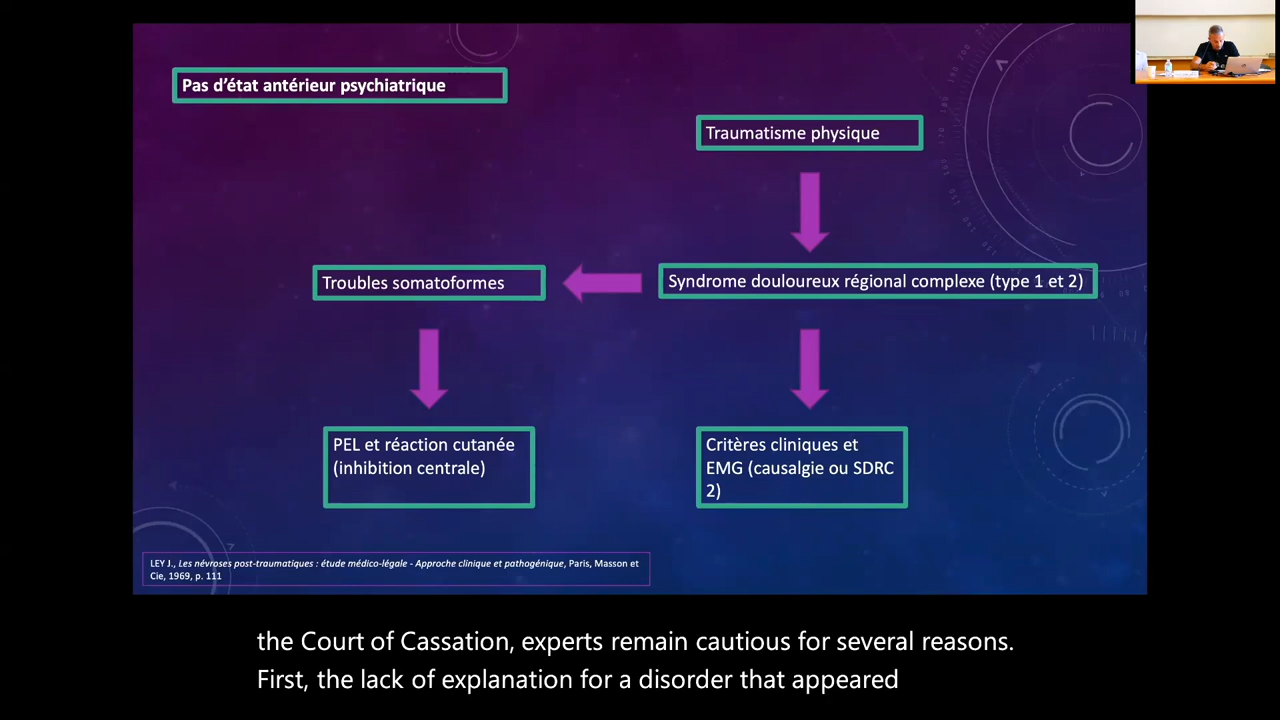 Pas d'état antérieur psychiatrique
Traumatisme physique
Troubles somatoformes
Syndrome douloureux régional complexe (type 1 et 2)
PEL et réaction cutanée
(inhibition centrale)
Critères cliniques et
EMG (causalgie ou SDRC
2)
LEY J., Les névroses post-traumatiques : étude médico-légale - Approche clinique et pathogénique, Paris, Masson et
Cie, 1969, p. 111
the Court of Cassation, experts remain cautious for several reasons.
First, the lack of explanation for a disorder that appeared